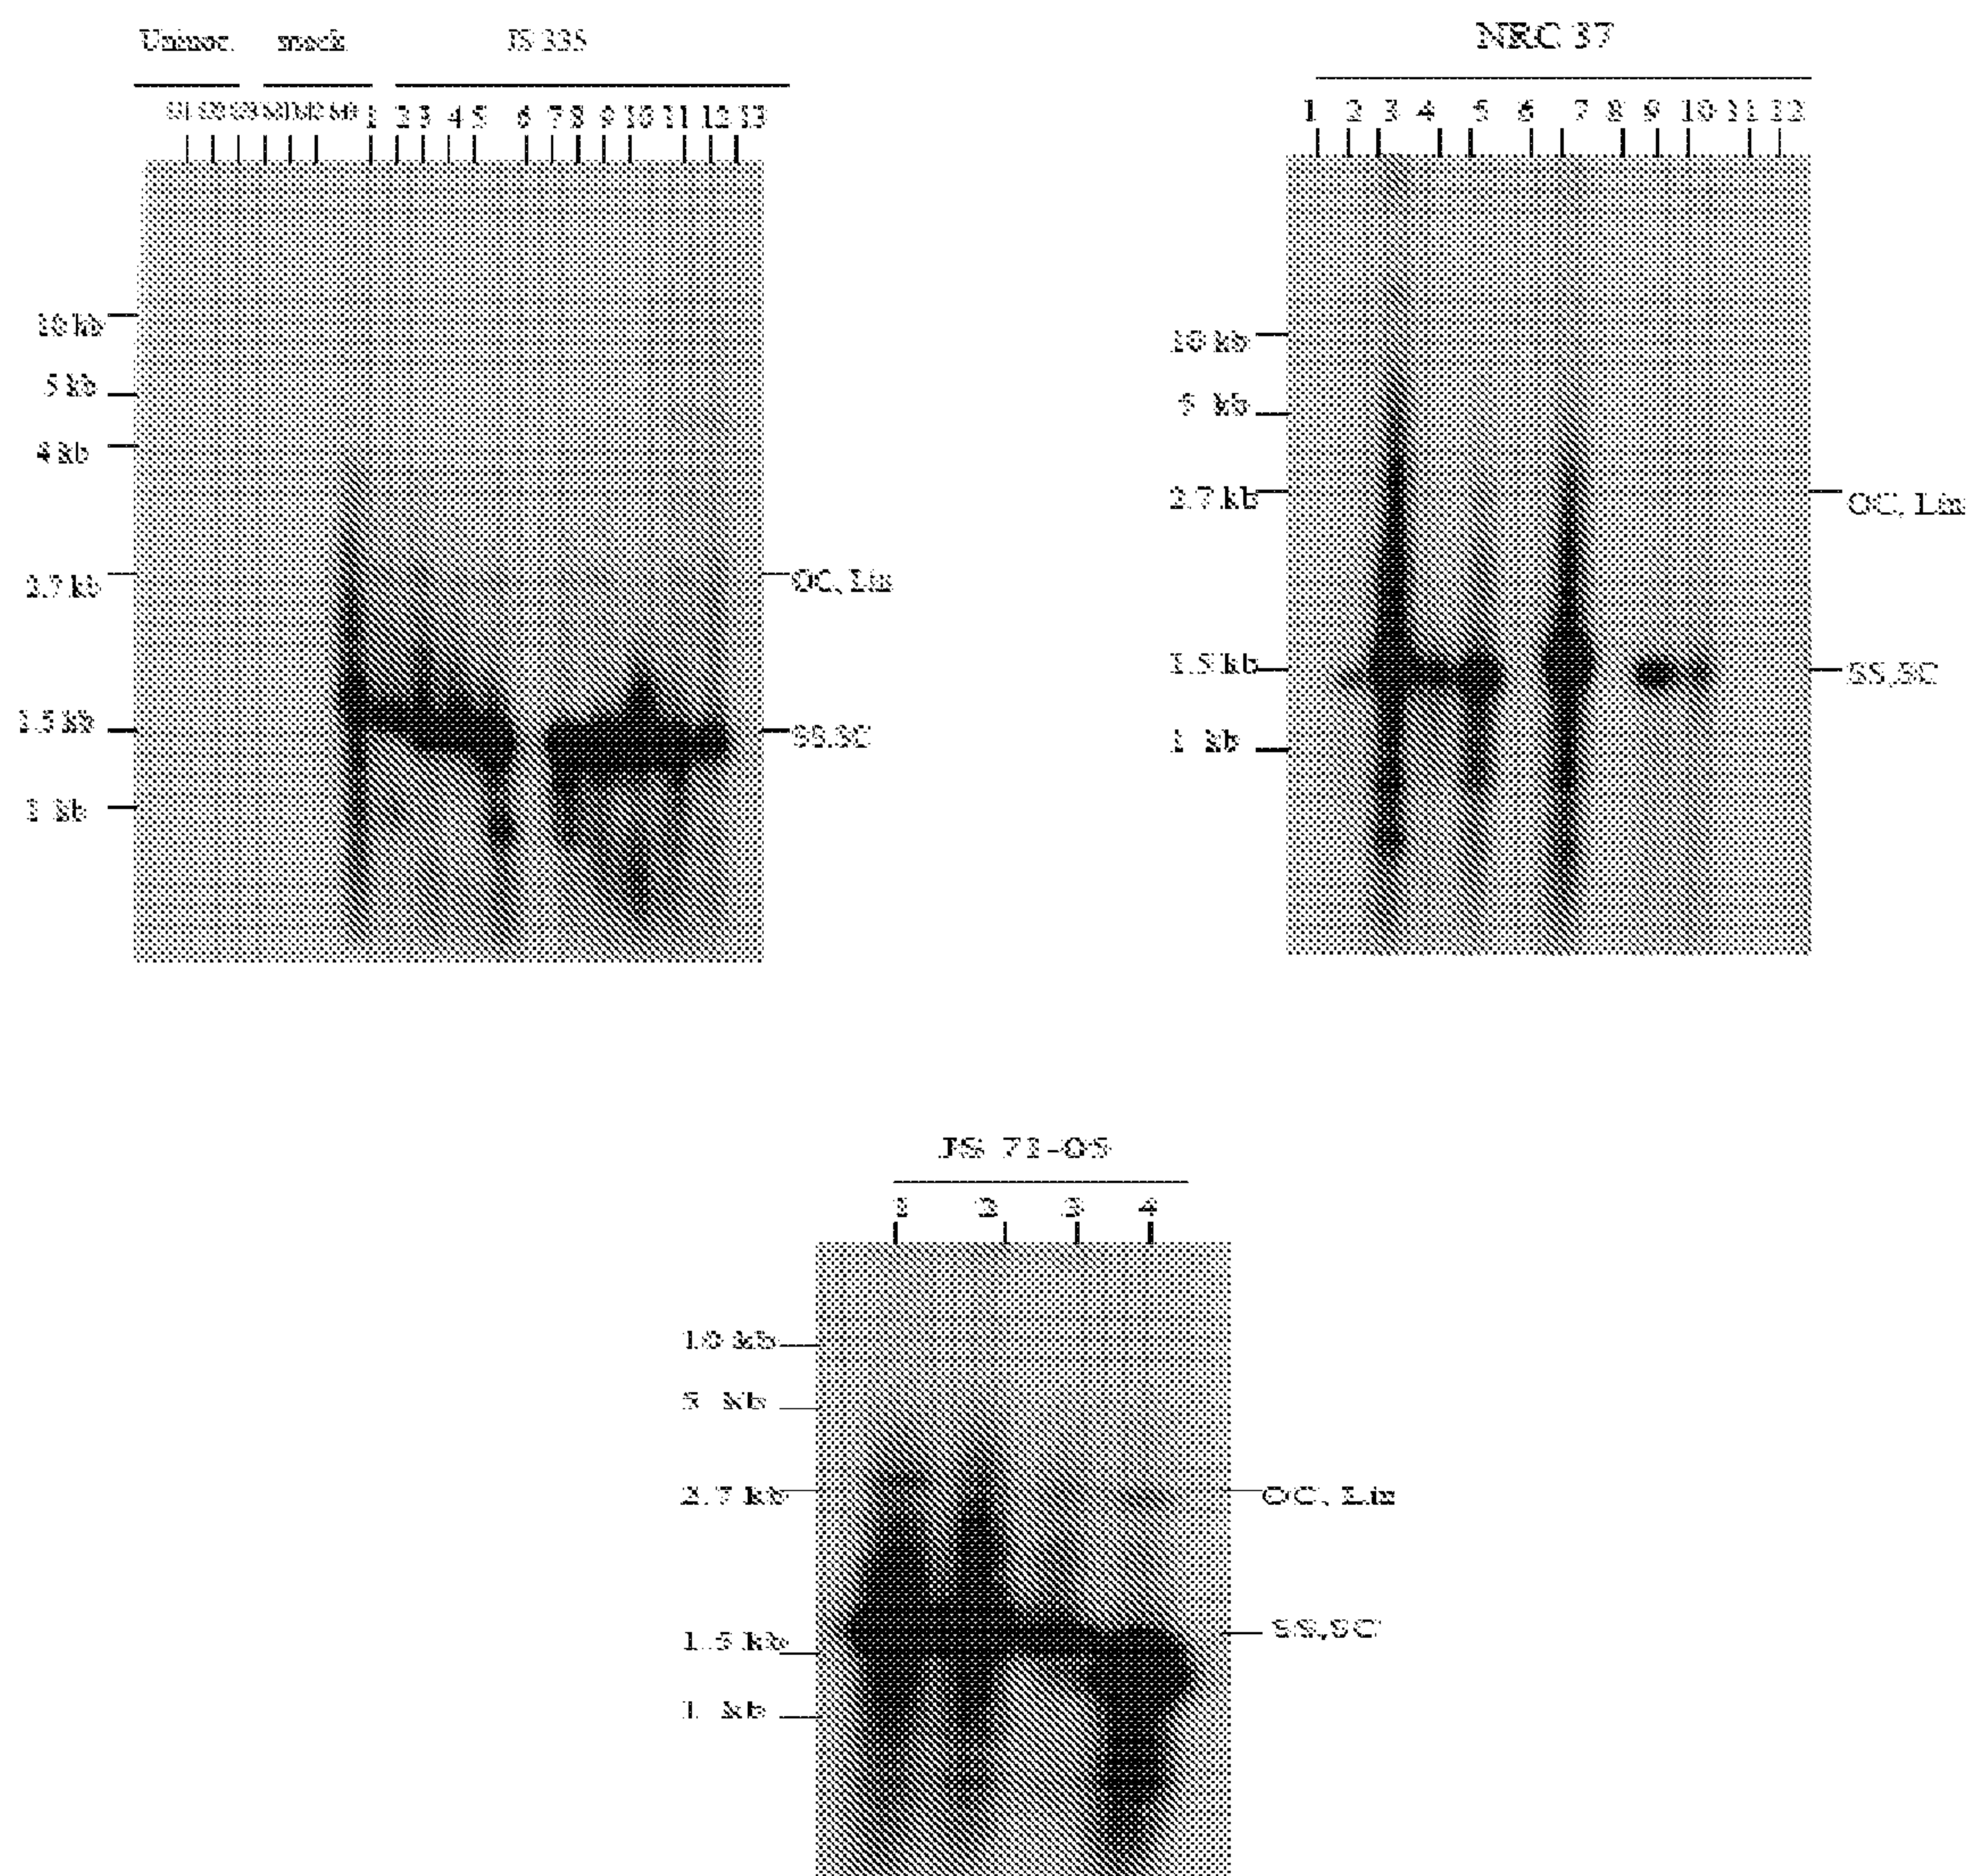 Uninoc. mock JS 335
1 2 3 4 5 6 7 8 9 10 11 12 13
10 kb
5 kb
4 kb
2.7 kb
OC, Lin
1.5 kb
SS,SC
1 kb
NRC 37
1 2 3 4 5 6 7 8 9 10 11 12
10 kb
5 kb
2.7 kb
OC, Lin
1.5 kb
SS,SC
1 kb
JS 71-05
1 2 3 4
10 kb
5 kb
2.7 kb
OC, Lin
SS,SC
1.5 kb
1 kb